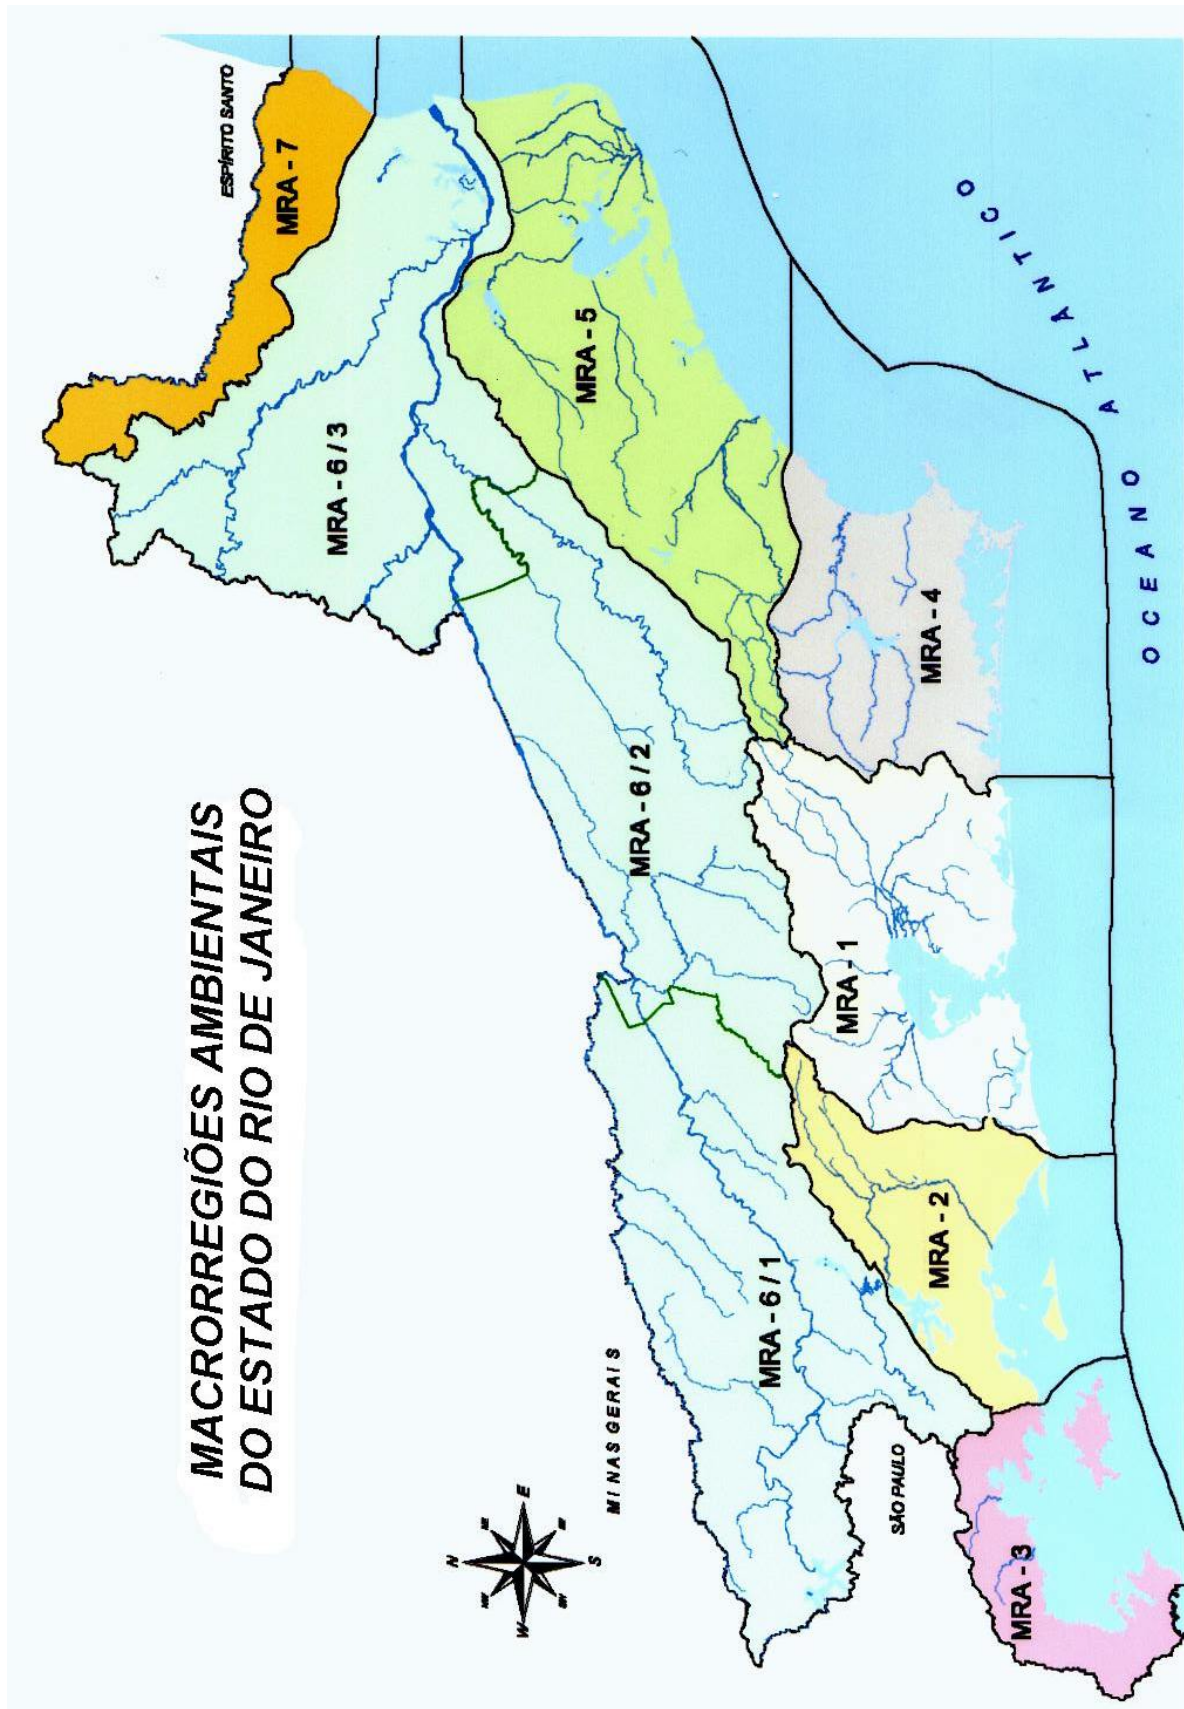 MACRORREGIÕES AMBIENTAIS
DO ESTADO DO RIO DE JANEIRO
ESPÍRITO SANTO
MRA - 7
MRA - 6 / 3
MRA - 5
MRA - 6 / 2
MRA - 4
MRA - 1
MRA - 6 / 1
MRA - 2
MRA - 3
MINAS GERAIS
SÃO PAULO
OCEANO ATLANTICO
N
E
S
W